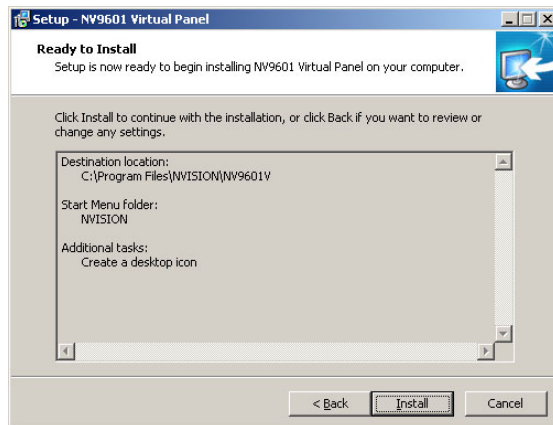 Setup - NV9601 Virtual Panel
Ready to Install
Setup is now ready to begin installing NV9601 Virtual Panel on your computer.
Click Install to continue with the installation, or click Back if you want to review or
change any settings.
Destination location:
C:\Program Files\NVISION\NV9601V
Start Menu folder:
NVISION
Additional tasks:
Create a desktop icon
< Back
Install
Cancel